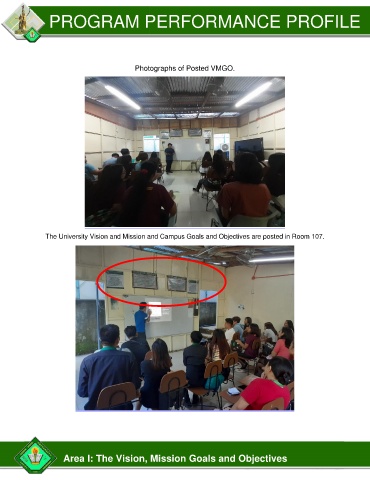 PROGRAM PERFORMANCE PROFILE
Photographs of Posted VMGO.
The University Vision and Mission and Campus Goals and Objectives are posted in Room 107.
Area I: The Vision, Mission Goals and Objectives